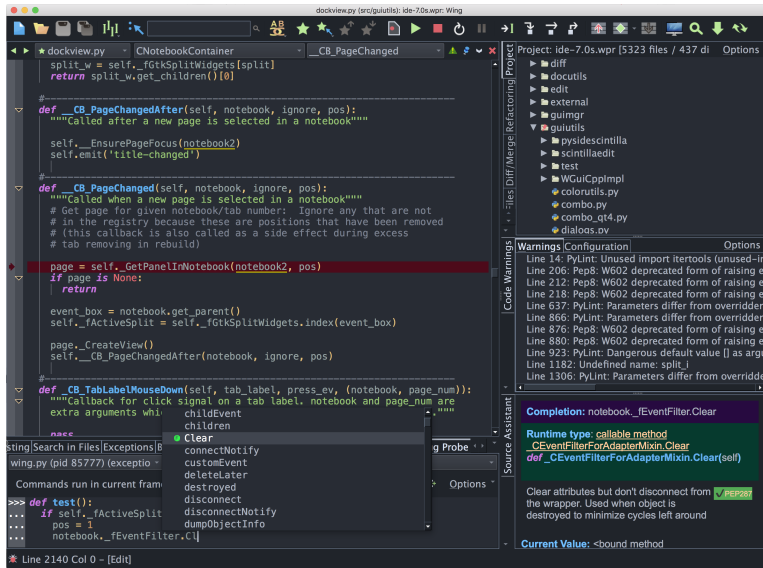 dockview.py (src/guiutils): ide-7.0s.wpr: Wing
dockview.py
CNotebookContainer
__CB_PageChanged
split_w = self._fGtkSplitWidgets[split]
return split_w.get_children()[0]
#----------------------------------------------------------------------
def __CB_PageChangedAfter(self, notebook, ignore, pos):
"""Called after a new page is selected in a notebook"""
self.__EnsurePageFocus(notebook2)
self.emit('title-changed')
#----------------------------------------------------------------------
def __CB_PageChanged(self, notebook, ignore, pos):
"""Called when a new page is selected in a notebook"""
# Get page for given notebook/tab number:  Ignore any that are not
# in the registry because these are positions that have been removed
# (this callback is also called as a side effect during excess
# tab removing in rebuild)
page = self._GetPanelInNotebook(notebook2, pos)
if page is None:
return
event_box = notebook.get_parent()
self._fActiveSplit = self._fGtkSplitWidgets.index(event_box)
page._CreateView()
self.__CB_PageChangedAfter(notebook, ignore, pos)
#----------------------------------------------------------------------
def _CB_TabLabelMouseDown(self, tab_label, press_ev, (notebook, page_num)):
"""Callback for click signal on a tab label. notebook and page_num are
extra arguments whi
."""
pass
childEvent
children
Clear
connectNotify
customEvent
deleteLater
destroyed
disconnect
disconnectNotify
dumpObjectInfo
sting
Search in Files
Exceptions
g Probe
wing.py (pid 85777) (exceptio
Commands run in current fram
Options
>>> def test():
... if self._fActiveSplit
... pos = 1
... notebook._fEventFilter.Cl
Line 2140 Col 0 - [Edit]
Project
Refactoring
Diff/Merge
Project: ide-7.0s.wpr [5323 files / 437 di
Options
diff
docutils
edit
external
guimgr
guiutils
pysidescintilla
scintillaedit
test
WGuiCppImpl
colorutils.py
combo.py
combo_qt4.py
dialogs.py
Code Warnings
Warnings
Configuration
Options
Line 14: PyLint: Unused import itertools (unused-i
Line 206: Pep8: W602 deprecated form of raising e
Line 212: Pep8: W602 deprecated form of raising e
Line 218: Pep8: W602 deprecated form of raising e
Line 637: PyLint: Parameters differ from overridden
Line 866: PyLint: Parameters differ from overridden
Line 876: Pep8: W602 deprecated form of raising e
Line 880: Pep8: W602 deprecated form of raising e
Line 923: PyLint: Dangerous default value [] as argu
Line 1182: Undefined name: split_i
Line 1306: PyLint: Parameters differ from overridde
Source Assistant
Completion: notebook._fEventFilter.Clear
Runtime type: callable method
_CEventFilterForAdapterMixin.Clear
def _CEventFilterForAdapterMixin.Clear(self)
Clear attributes but don't disconnect from
the wrapper. Used when object is
destroyed to minimize cycles left around
PEP287
Current Value: <bound method